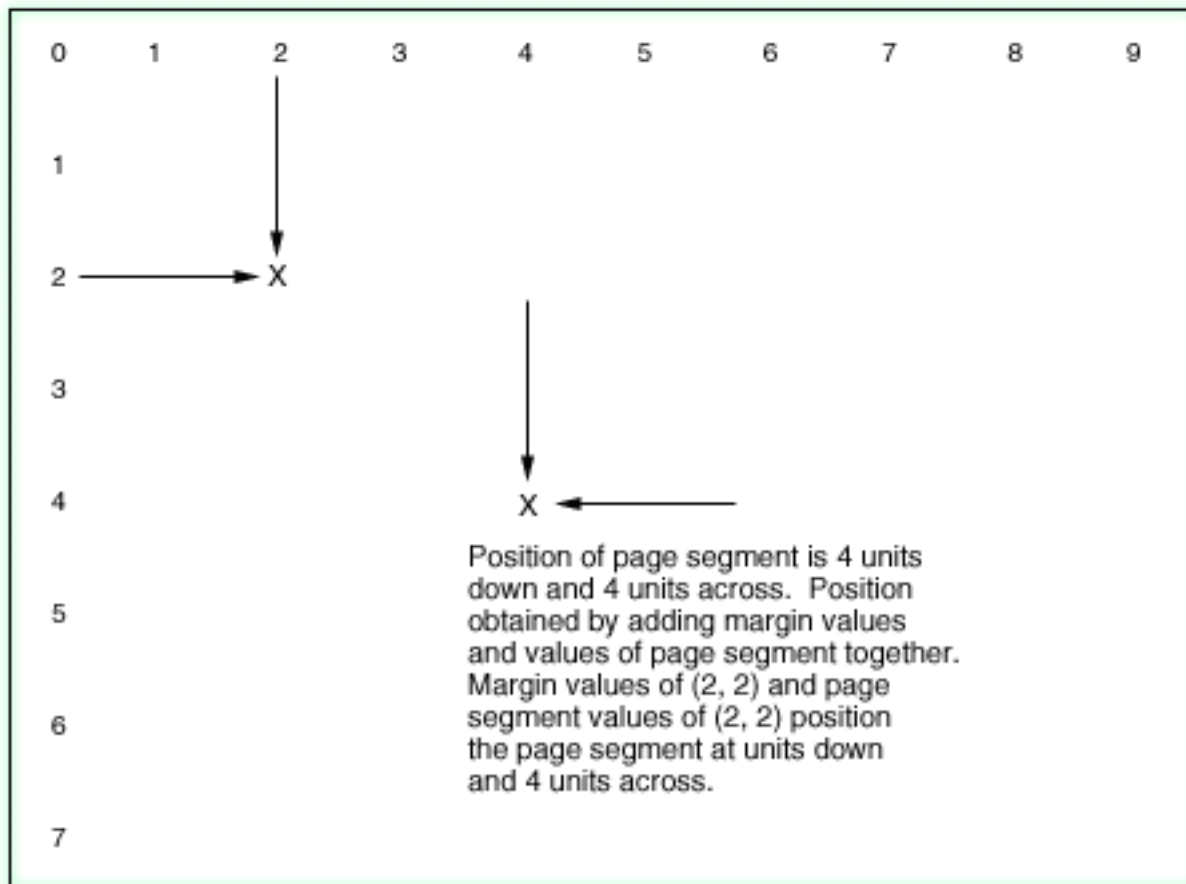 0 1 2 3 4 5 6 7 8 9
1
2 X
3
4 X
Position of page segment is 4 units
down and 4 units across. Position
5
obtained by adding margin values
and values of page segment together.
Margin values of (2, 2) and page
6
segment values of (2, 2) position
the page segment at units down
and 4 units across.
7